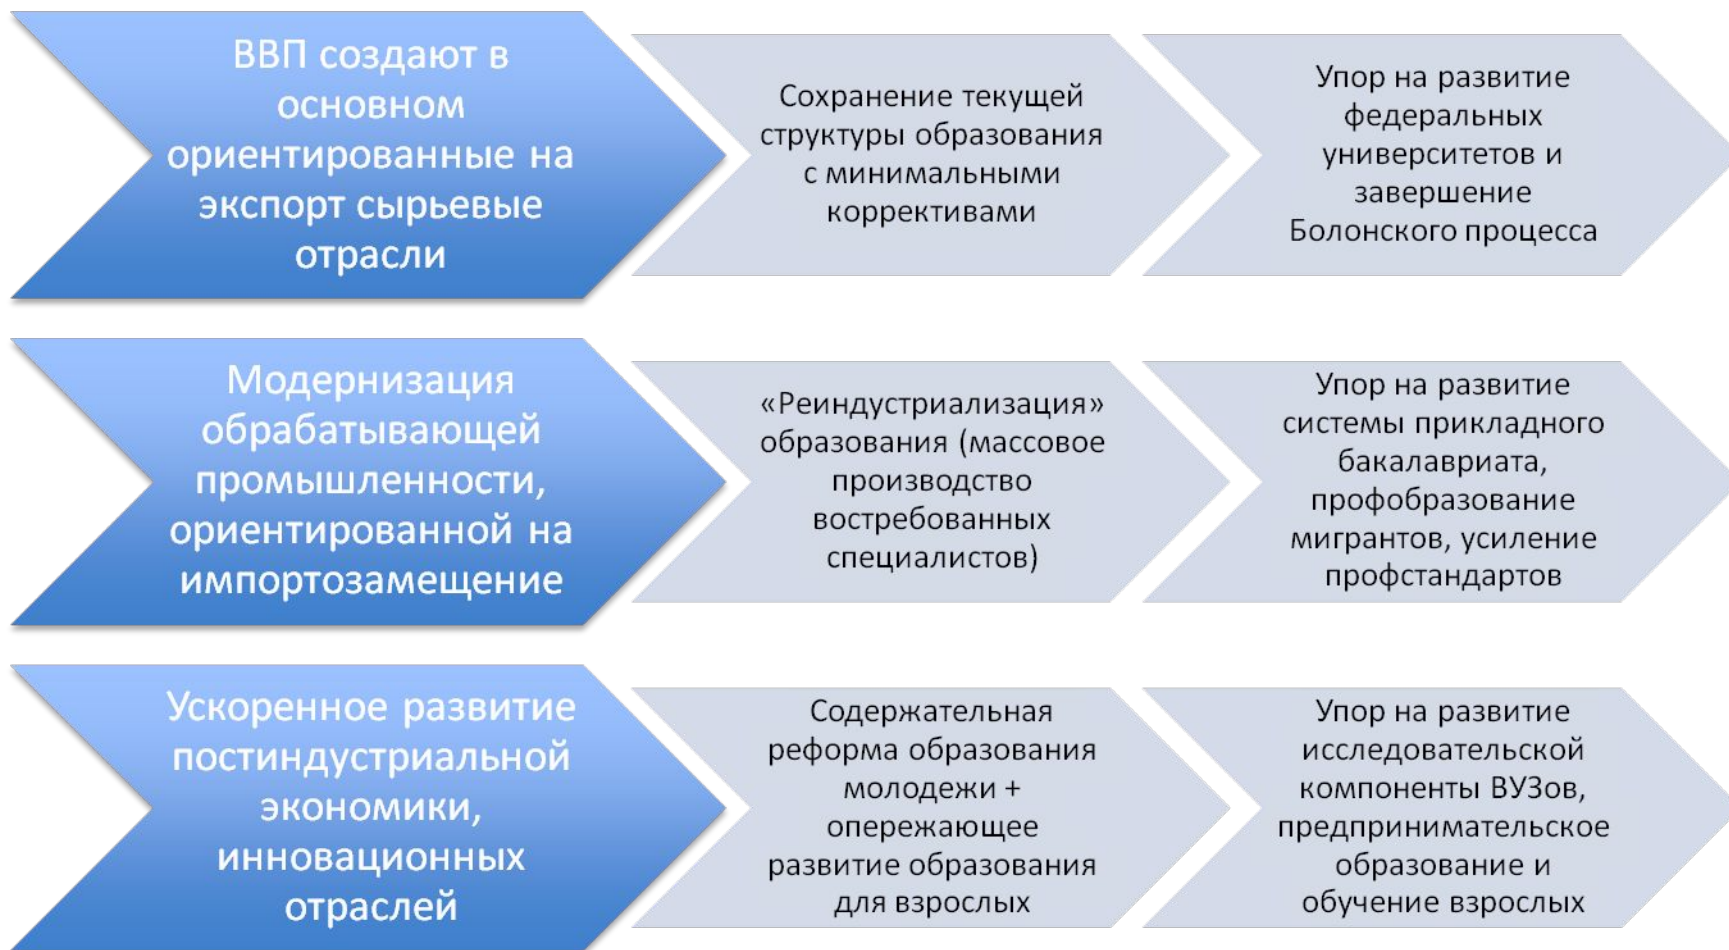 ВВП создают в
основном
ориентированные на
экспорт сырьевые
отрасли
Сохранение текущей
структуры образования
с минимальными
коррективами
Упор на развитие
федеральных
университетов и
завершение
Болонского процесса
Модернизация
обрабатывающей
промышленности,
ориентированной на
импортозамещение
«Реиндустриализация»
образования (массовое
производство
востребованных
специалистов)
Упор на развитие
системы прикладного
бакалавриата,
профобразование
мигрантов, усиление
профстандартов
Ускоренное развитие
постиндустриальной
экономики,
инновационных
отраслей
Содержательная
реформа образования
молодежи +
опережающее
развитие образования
для взрослых
Упор на развитие
исследовательской
компоненты ВУЗов,
предпринимательское
образование и
обучение взрослых